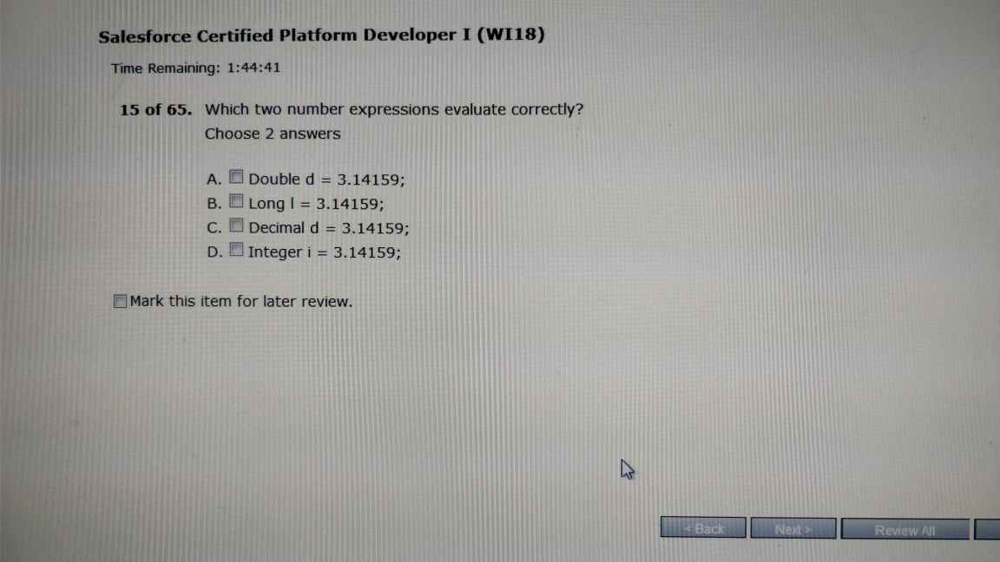 Salesforce Certified Platform Developer I (WI18)
Time Remaining: 1:44:41
15 of 65. Which two number expressions evaluate correctly?
Choose 2 answers
A. Double d = 3.14159;
B. Long l = 3.14159;
C. Decimal d = 3.14159;
D. Integer i = 3.14159;
Mark this item for later review.
< Back Next > Review All